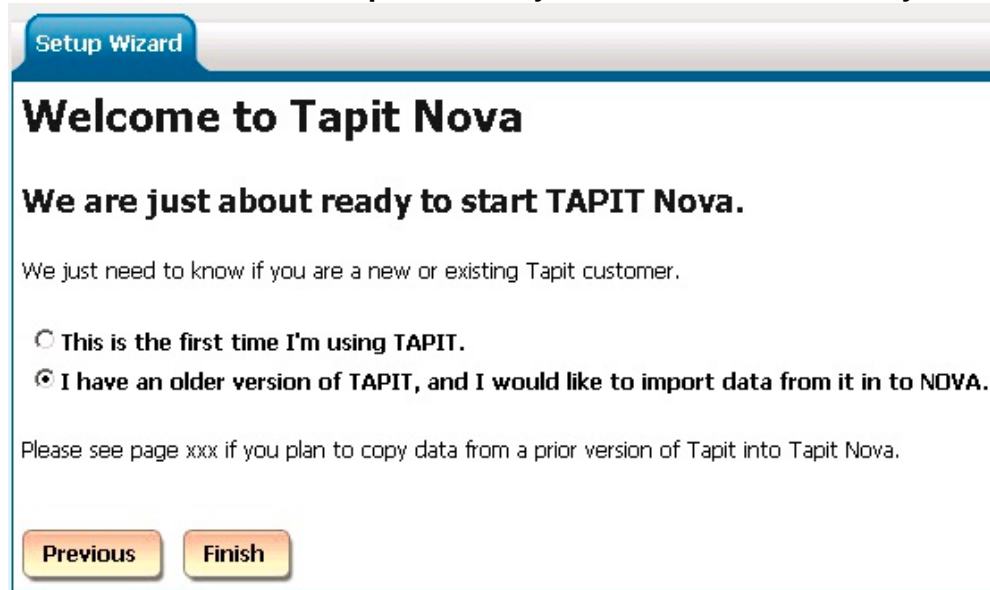 Setup Wizard
Welcome to Tapit Nova
We are just about ready to start TAPIT Nova.
We just need to know if you are a new or existing Tapit customer.
This is the first time I'm using TAPIT.
I have an older version of TAPIT, and I would like to import data from it in to NOVA.
Please see page xxx if you plan to copy data from a prior version of Tapit into Tapit Nova.
Previous Finish